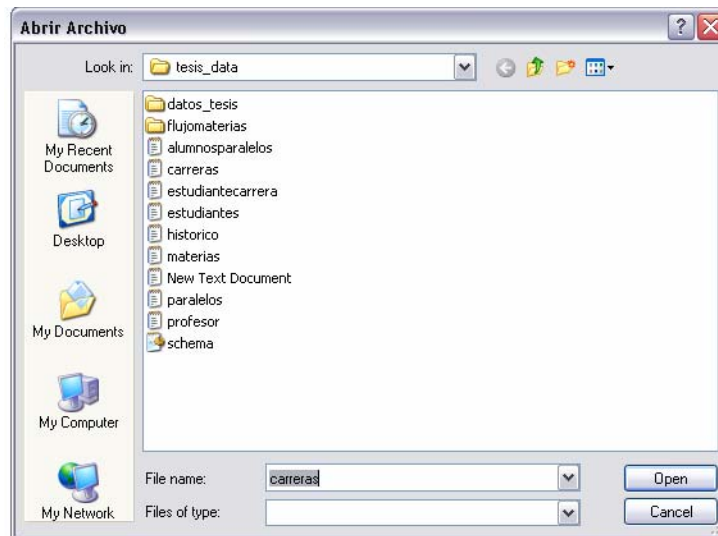 Abrir Archivo
Look in:
tesis_data
My Recent
Documents
Desktop
My Documents
My Computer
My Network
datos_tesis
flujomaterias
alumnosparalelos
carreras
estudiantecarrera
estudiantes
historico
materias
New Text Document
paralelos
profesor
schema
File name:
carreras
Open
Files of type:
Cancel